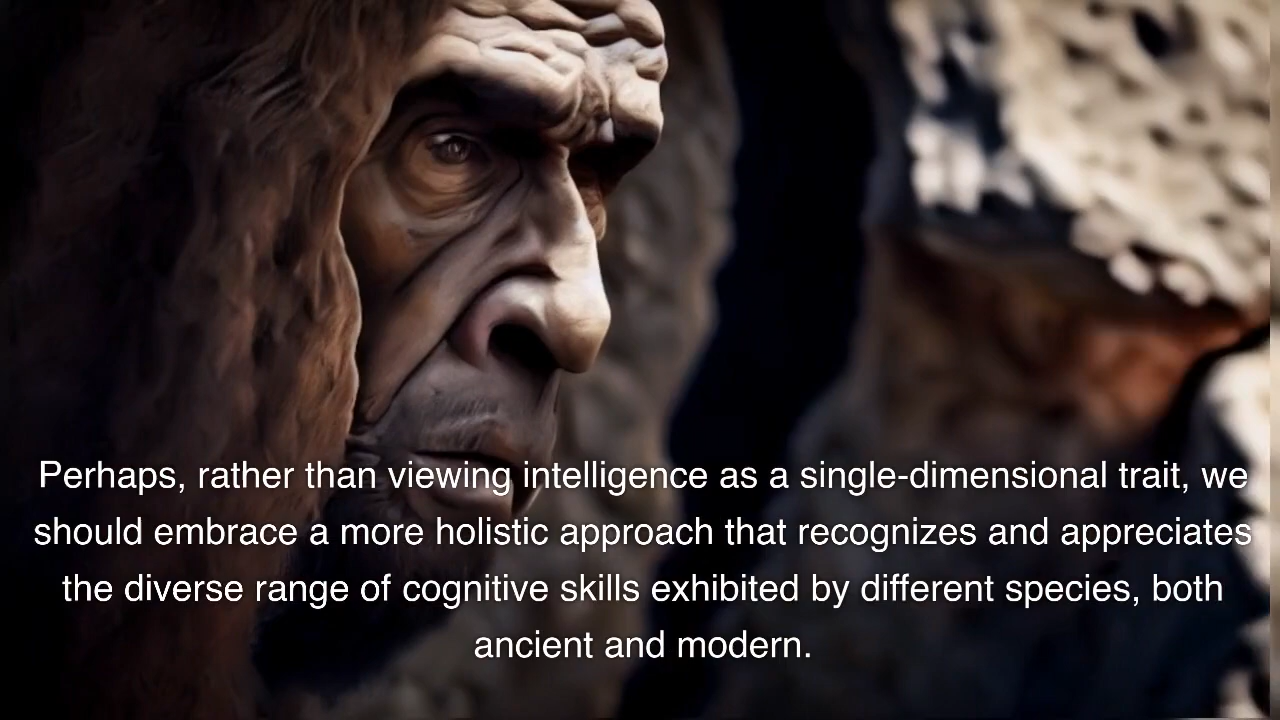 Perhaps, rather than viewing intelligence as a single-dimensional trait, we
should embrace a more holistic approach that recognizes and appreciates
the diverse range of cognitive skills exhibited by different species, both
ancient and modern.